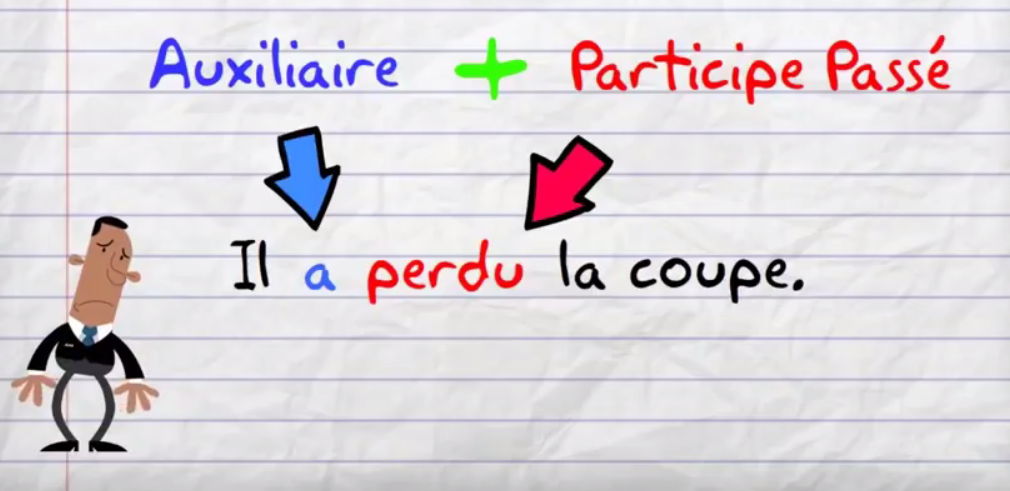 Auxiliaire + Participe Passé
Il a perdu la coupe.